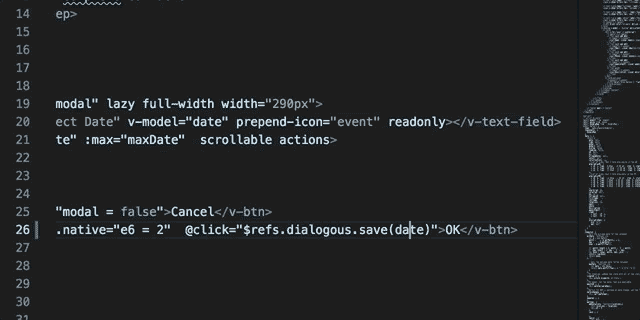 14 ep>
15
16
17
18
19 modal" lazy full-width width="290px">
20 ect Date" v-model="date" prepend-icon="event" readonly></v-text-field>
21 te" :max="maxDate"  scrollable actions>
22
23
24
25 "modal = false">Cancel</v-btn>
26 .native="e6 = 2"  @click="$refs.dialogous.save(date)">OK</v-btn>
27
28
29
30
31